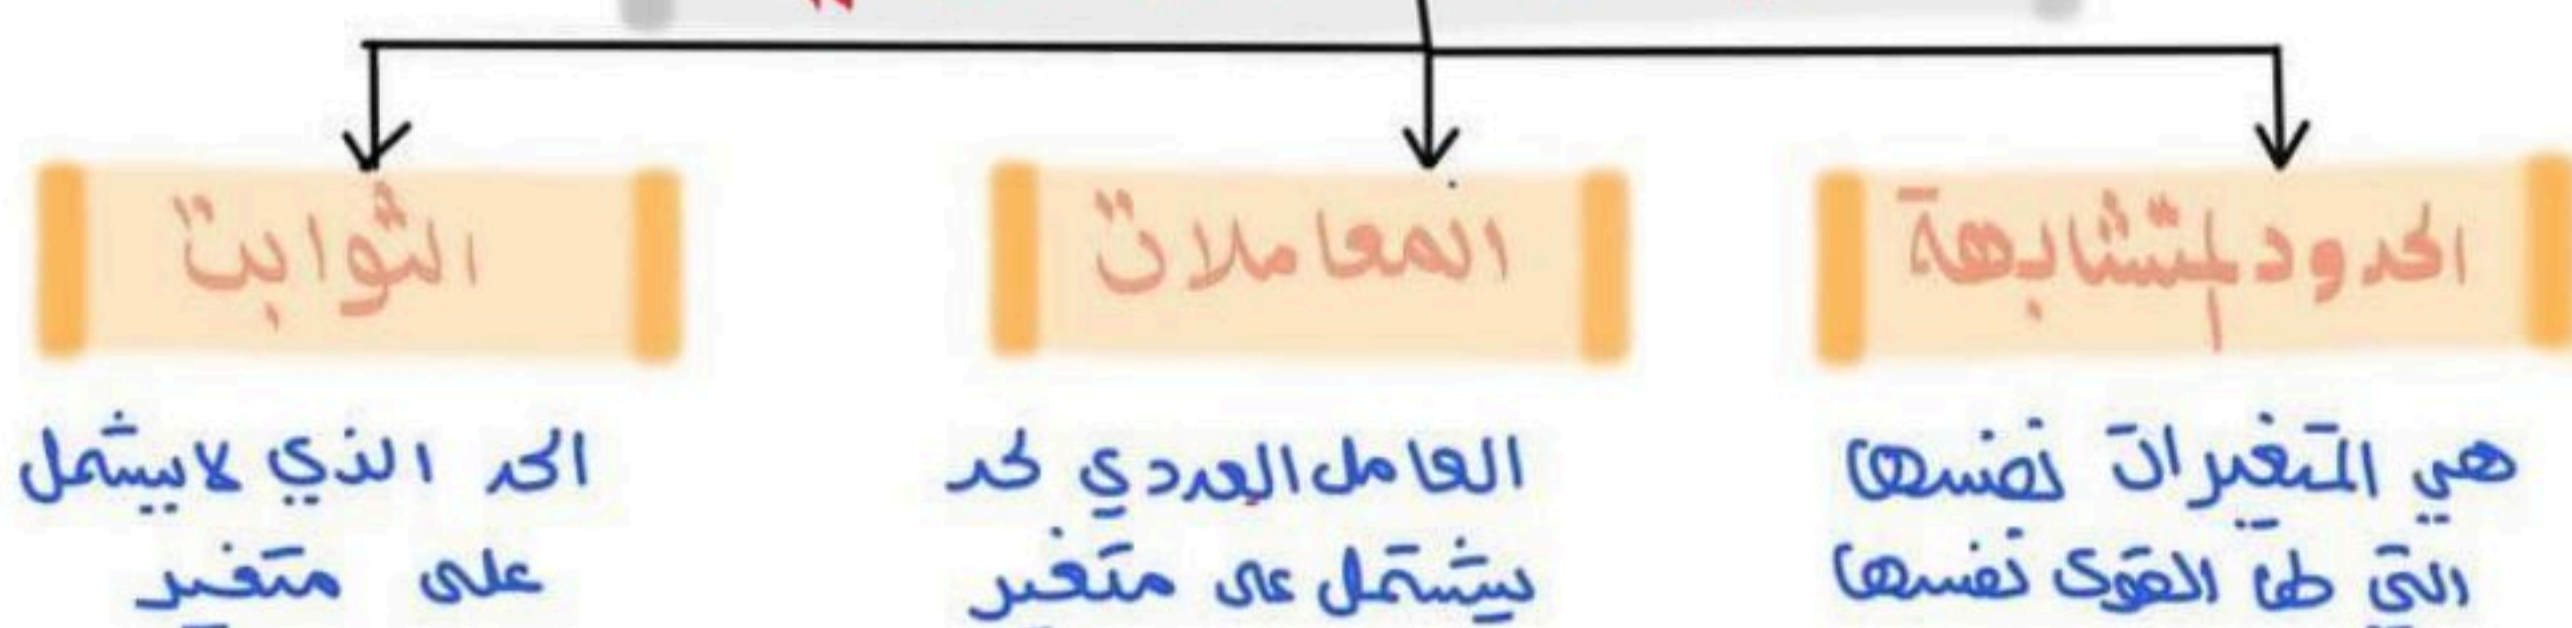 الحدود المتشابهة
هي المتغيرات نفسها
التي لها القوى نفسها
المعاملات
العامل العددي لحد
يشتمل على متغير
الثوابت
الحد الذي لا يشتمل
على متغير